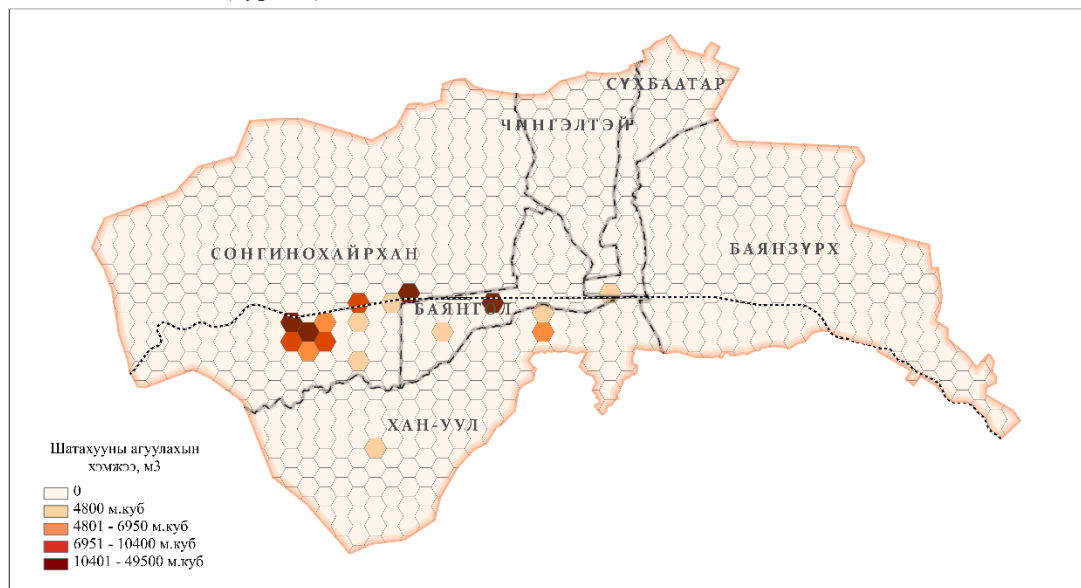 СҮХБААТАР
ЧИНГЭЛТЭЙ
СОНГИНОХАЙРХАН
БАЯНЗҮРХ
БАЯНГОЛ
ХАН-УУЛ
Шатахууны агуулахын
хэмжээ, м3
0
4800 м.куб
4801 - 6950 м.куб
6951 - 10400 м.куб
10401 - 49500 м.куб